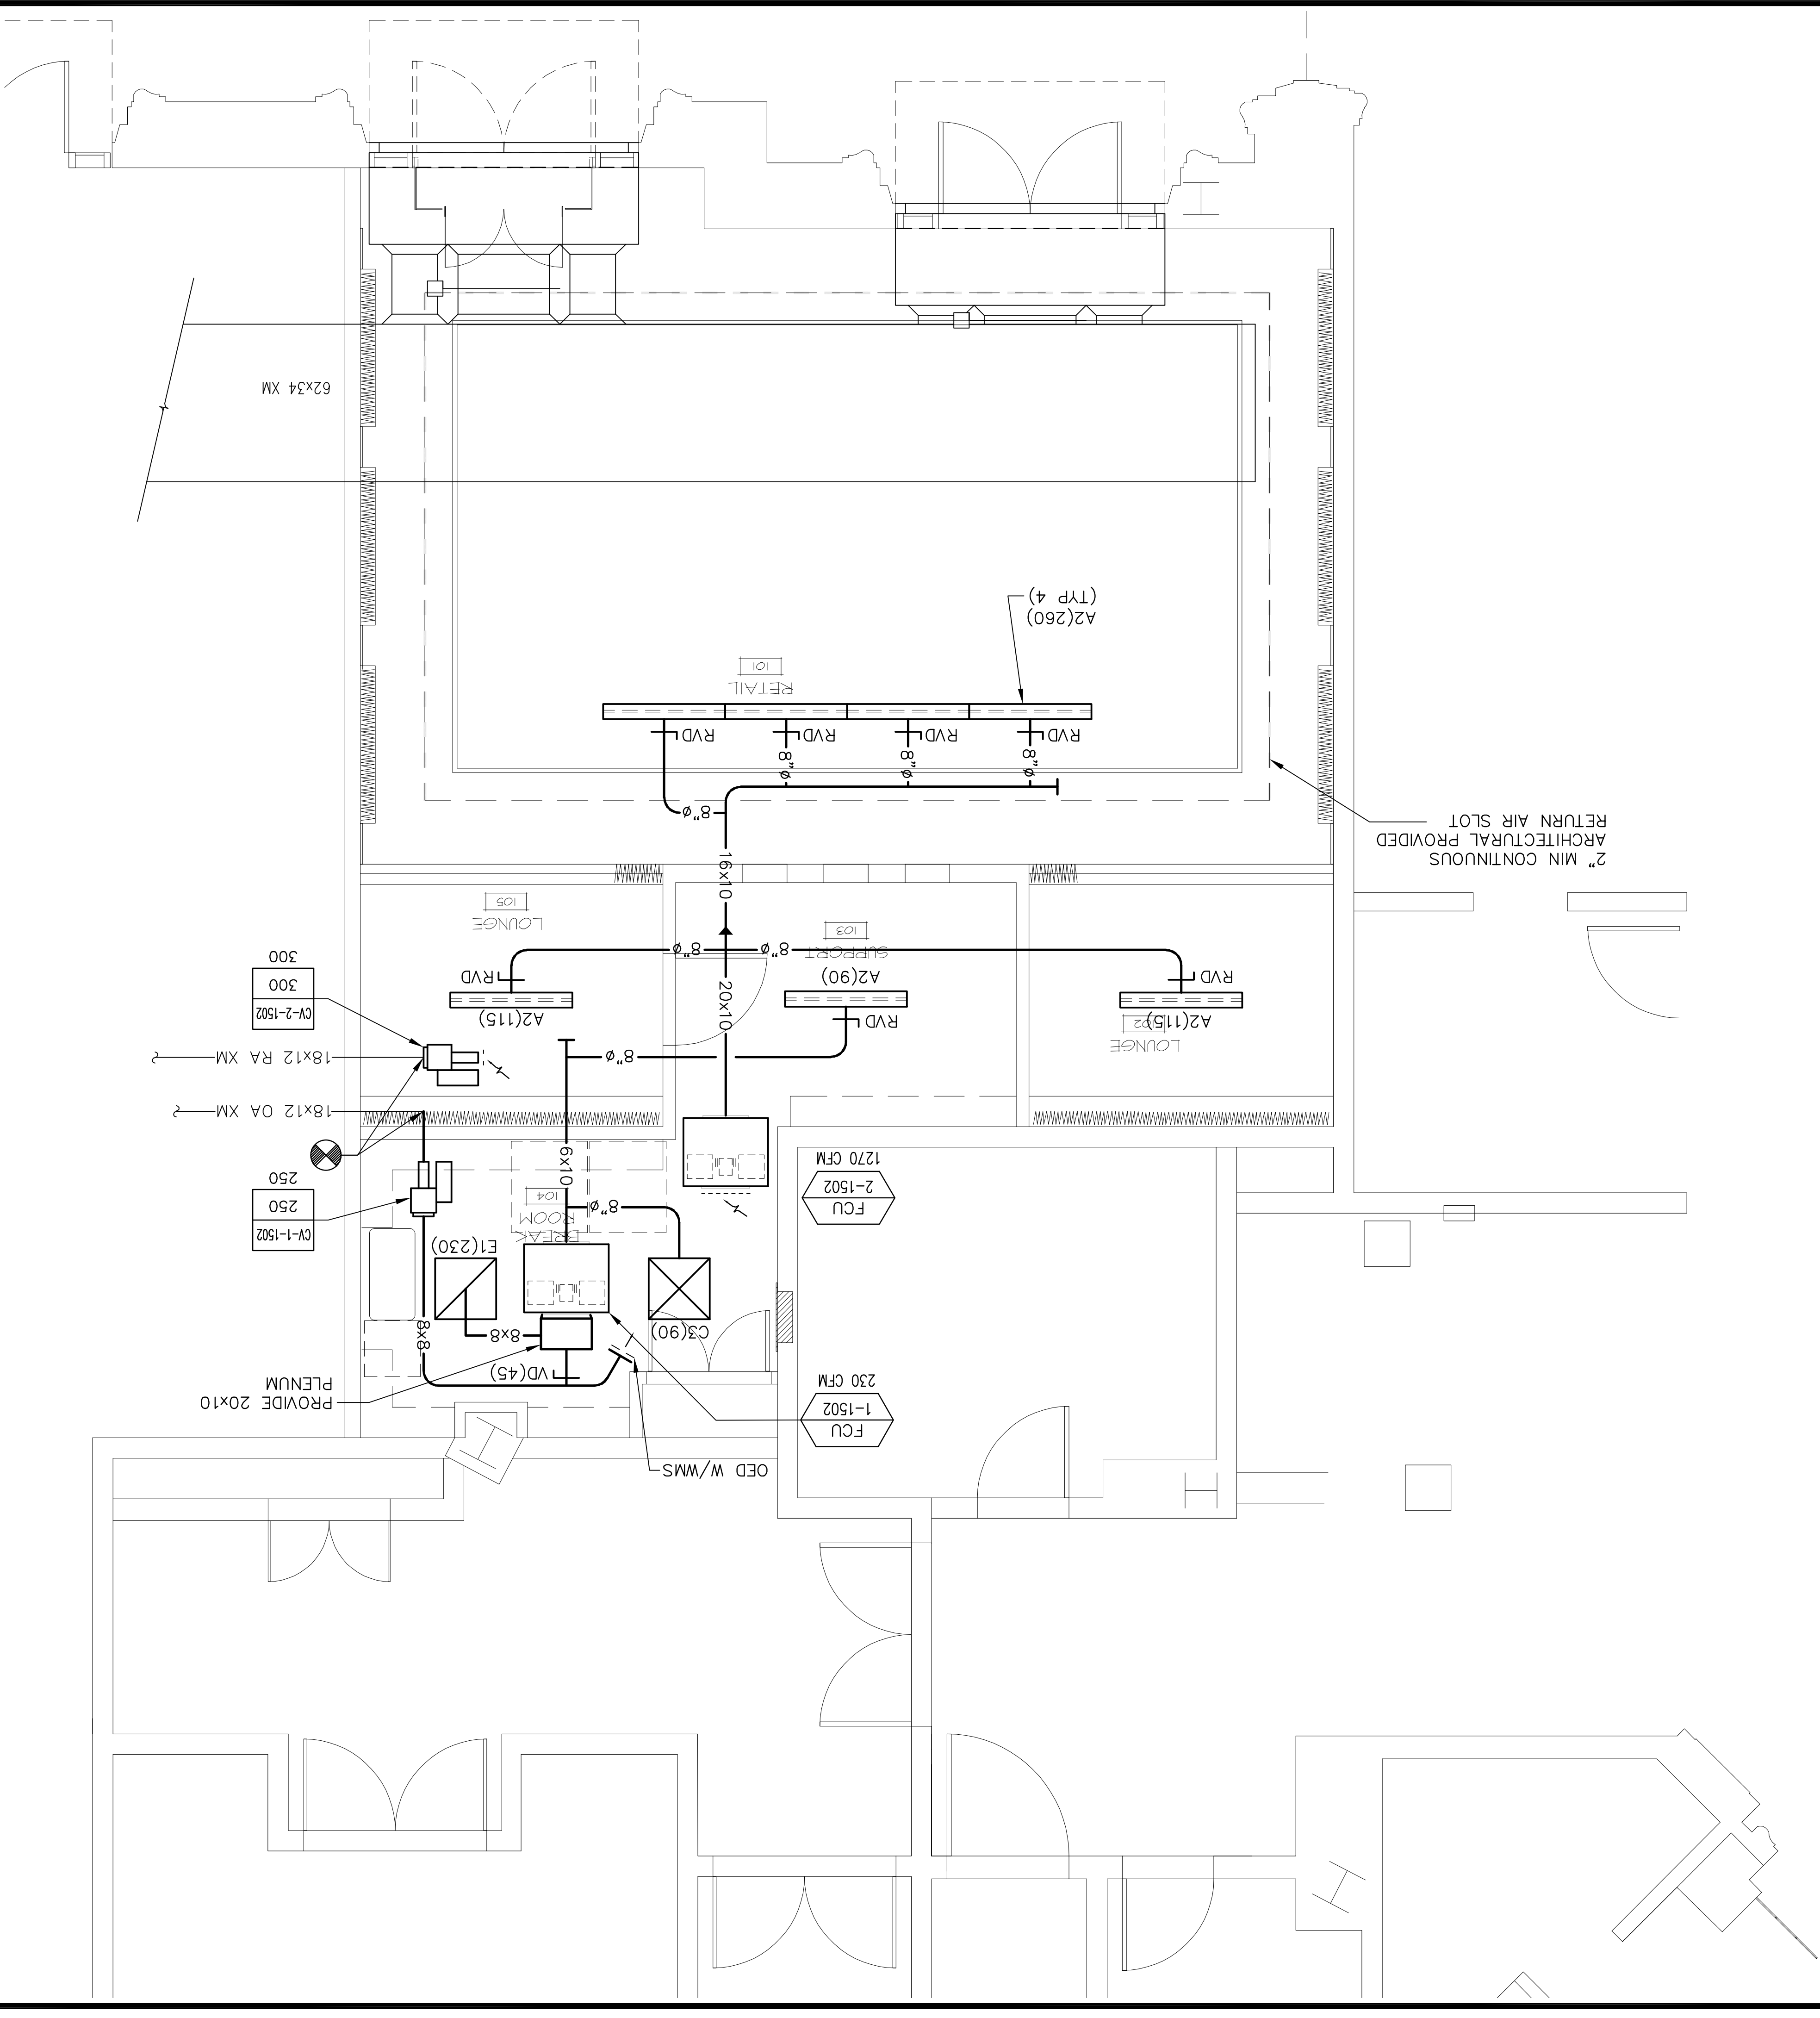 OED W/WMS
FCU
1-1502
230 CFM
PROVIDE 20x10
PLENUM
VD(45)
8x8
8x8
C3(90)
E1(230)
CV-1-1502
250
250
BREAK
ROOM
104
8"ø
6x10
FCU
2-1502
1270 CFM
18x12 OA XM
18x12 RA XM
8"ø
CV-2-1502
300
300
LOUNGE
102
A2(115)
RVD
RVD
A2(90)
SUPPORT
103
20x10
A2(115)
RVD
8"ø
8"ø
LOUNGE
105
16x10
2" MIN CONTINUOUS
ARCHITECTURAL PROVIDED
RETURN AIR SLOT
8"ø
8"ø
8"ø
8"ø
RVD
RVD
RVD
RVD
RETAIL
101
A2(260)
(TYP 4)
62x34 XM